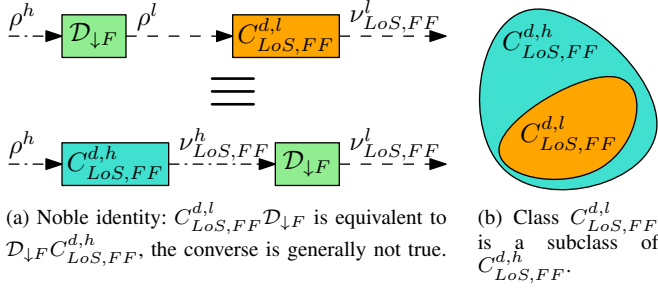 ρ^h 𝒟_{↓F} ρ^l C^{d,l}_{LoS,FF} ν^l_{LoS,FF}
≡
ρ^h C^{d,h}_{LoS,FF} ν^h_{LoS,FF} 𝒟_{↓F} ν^l_{LoS,FF}
(a) Noble identity: C^{d,l}_{LoS,FF}𝒟_{↓F} is equivalent to
𝒟_{↓F}C^{d,h}_{LoS,FF}, the converse is generally not true.
C^{d,h}_{LoS,FF}
C^{d,l}_{LoS,FF}
(b) Class C^{d,l}_{LoS,FF}
is a subclass of
C^{d,h}_{LoS,FF}.